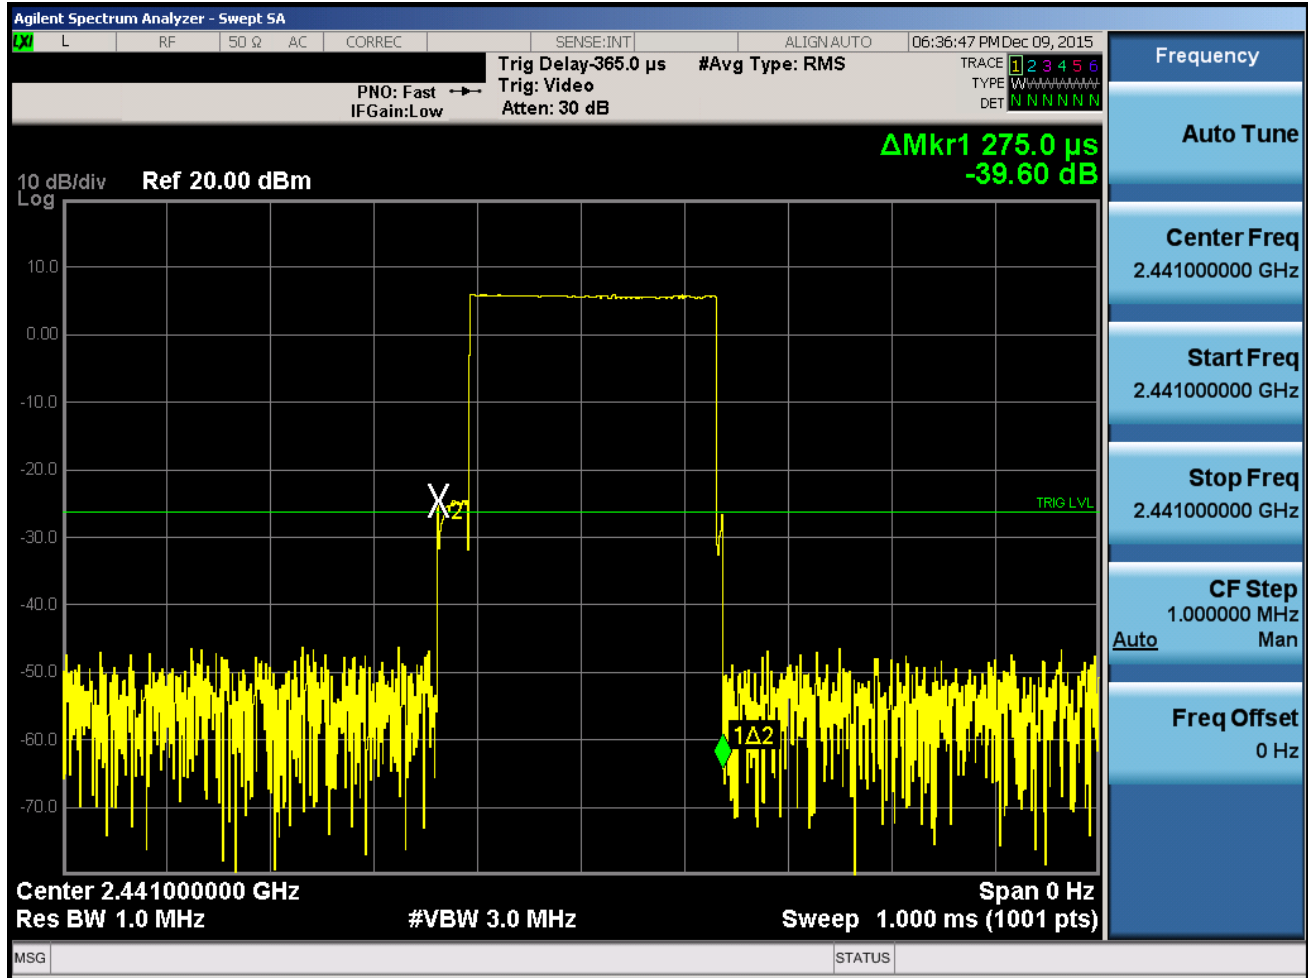 Agilent Spectrum Analyzer - Swept SA
LXI L RF 50 Ω AC CORREC SENSE:INT ALIGN AUTO 06:36:47 PM Dec 09, 2015
Trig Delay-365.0 µs #Avg Type: RMS TRACE 1 2 3 4 5 6
PNO: Fast Trig: Video TYPE WWWWWW
IFGain:Low Atten: 30 dB DET N N N N N N
ΔMkr1 275.0 µs
-39.60 dB
10 dB/div Ref 20.00 dBm
Log
10.0
0.00
-10.0
-20.0
-30.0
-40.0
-50.0
-60.0
-70.0
X2
TRIG LVL
1Δ2
Center 2.441000000 GHz Span 0 Hz
Res BW 1.0 MHz #VBW 3.0 MHz Sweep 1.000 ms (1001 pts)
MSG STATUS
Frequency
Auto Tune
Center Freq
2.441000000 GHz
Start Freq
2.441000000 GHz
Stop Freq
2.441000000 GHz
CF Step
1.000000 MHz
Auto Man
Freq Offset
0 Hz